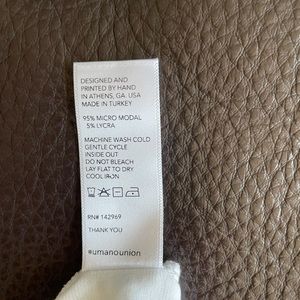 DESIGNED AND
PRINTED BY HAND
IN ATHENS, GA. USA
MADE IN TURKEY
95% MICRO MODAL
5% LYCRA
MACHINE WASH COLD
GENTLE CYCLE
INSIDE OUT
DO NOT BLEACH
LAY FLAT TO DRY
COOL IRON
RN# 142969
THANK YOU
#umanounion